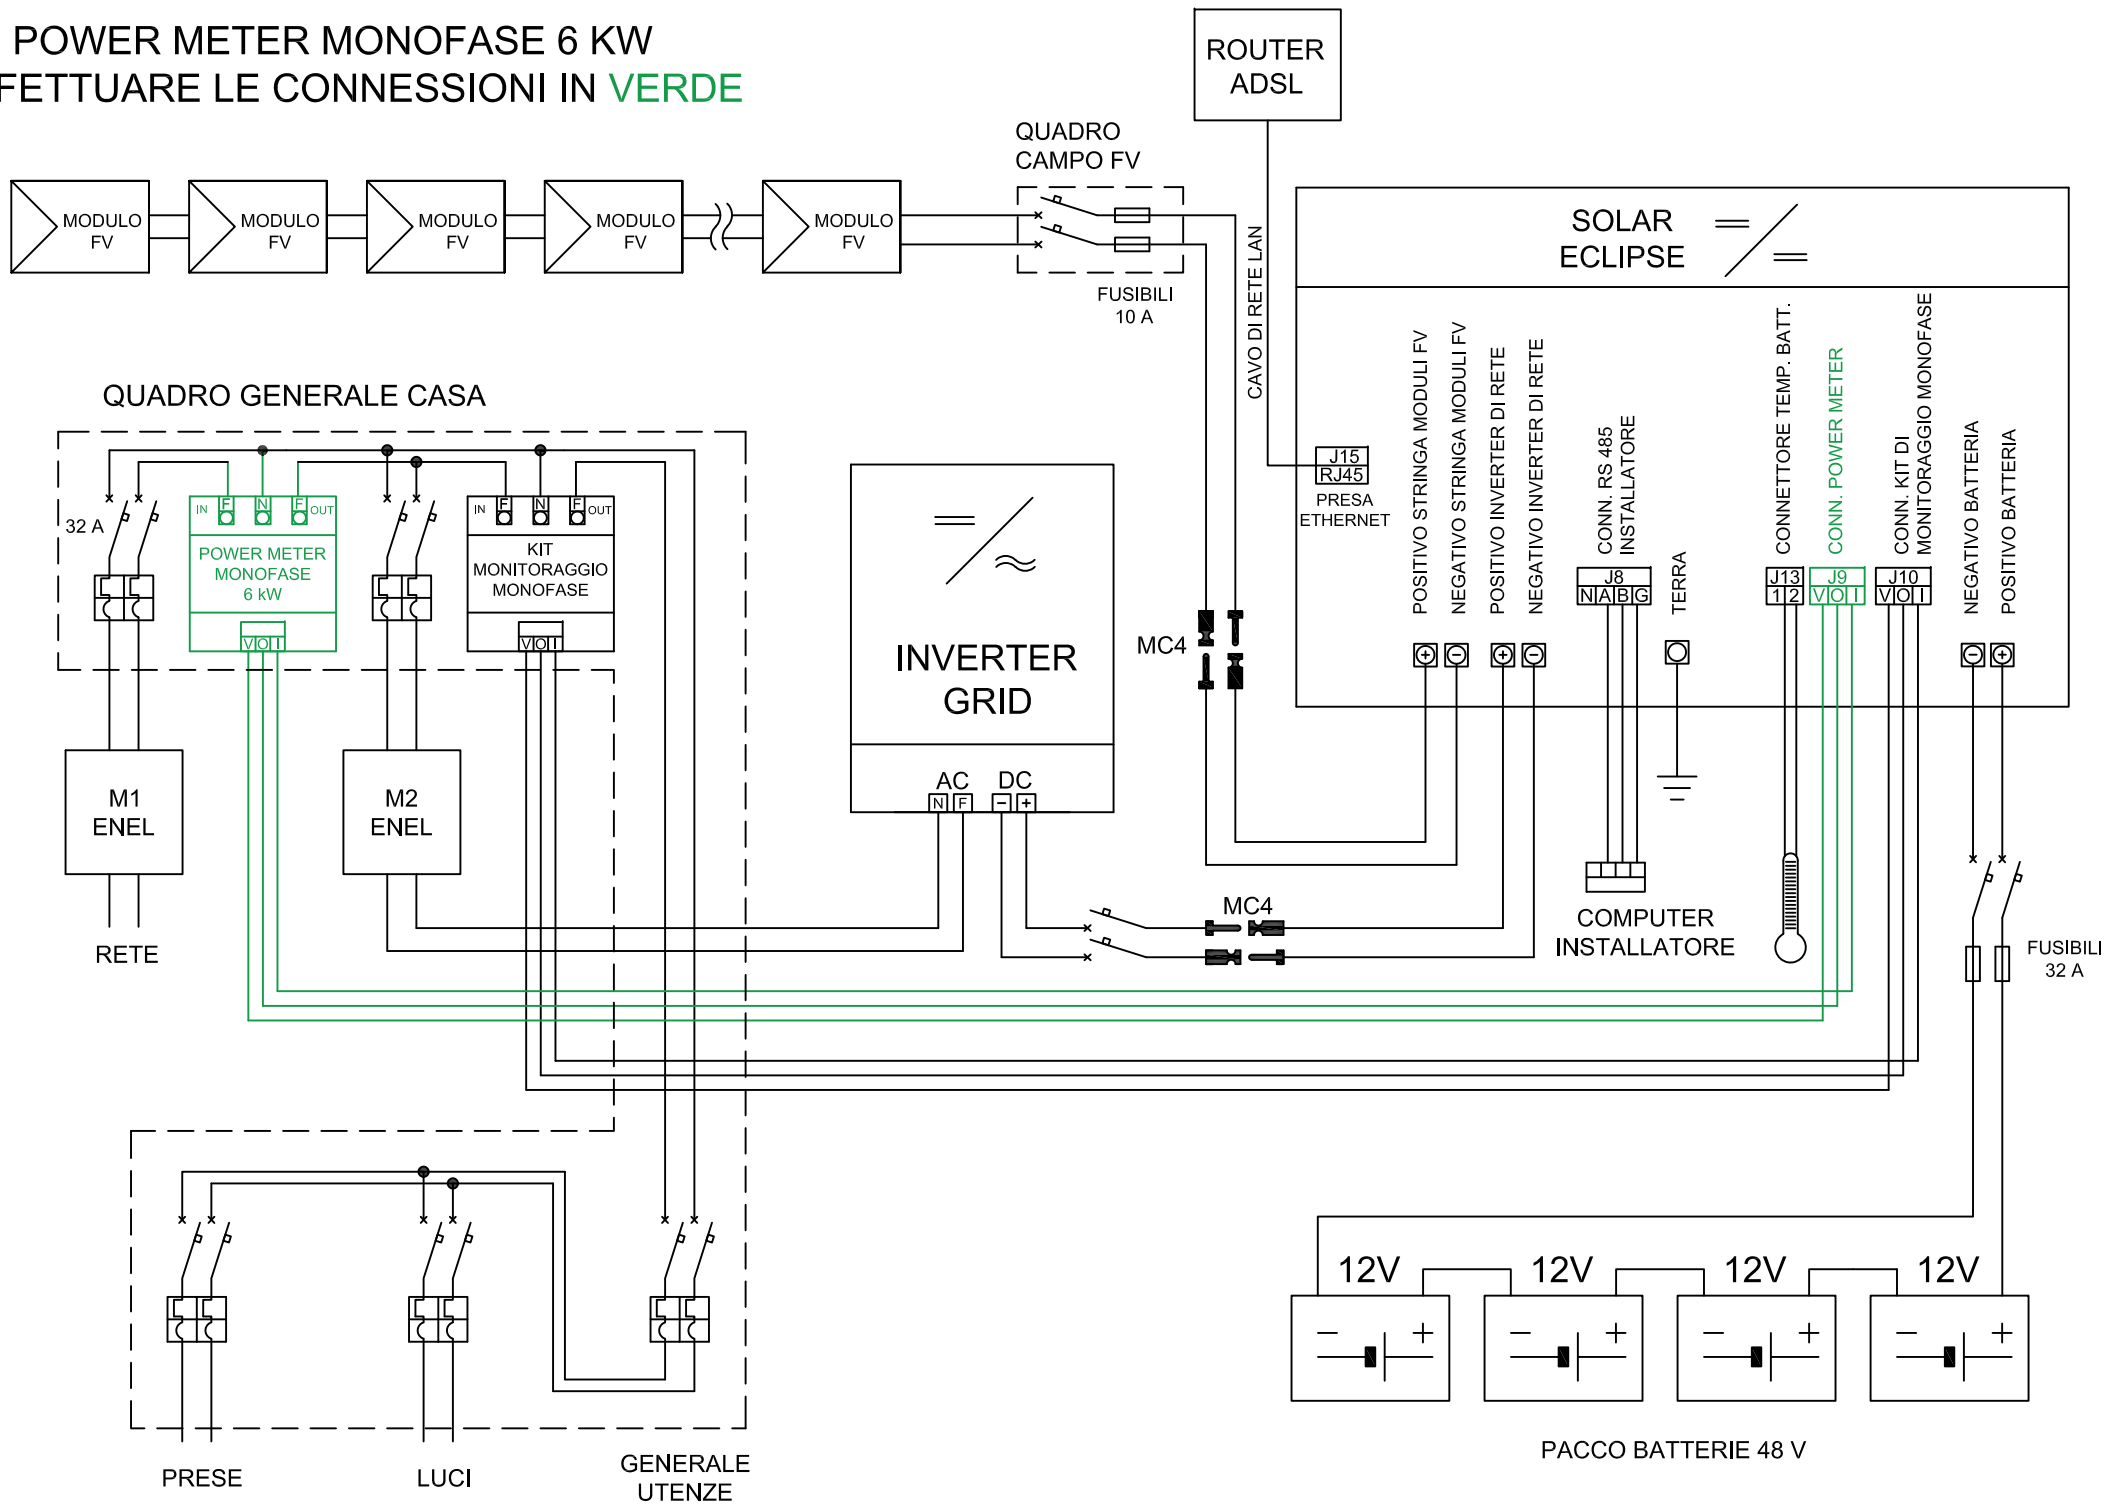 POWER METER MONOFASE 6 KW
FETTUARE LE CONNESSIONI IN VERDE
ROUTER
ADSL
QUADRO
CAMPO FV
MODULO
FV
MODULO
FV
MODULO
FV
MODULO
FV
MODULO
FV
FUSIBILI
10 A
CAVO DI RETE LAN
SOLAR
ECLIPSE
POSITIVO STRINGA MODULI FV
NEGATIVO STRINGA MODULI FV
POSITIVO INVERTER DI RETE
NEGATIVO INVERTER DI RETE
CONN. RS 485
INSTALLATORE
TERRA
CONNETTORE TEMP. BATT.
CONN. POWER METER
CONN. KIT DI
MONITORAGGIO MONOFASE
NEGATIVO BATTERIA
POSITIVO BATTERIA
J15
RJ45
PRESA
ETHERNET
J8
N A B G
J13
1 2
J9
V O I
J10
V O I
+ − + −
− +
QUADRO GENERALE CASA
32 A
IN F N F OUT
POWER METER
MONOFASE
6 kW
V O I
IN F N F OUT
KIT
MONITORAGGIO
MONOFASE
V O I
INVERTER
GRID
AC DC
N F − +
MC4
M1
ENEL
M2
ENEL
RETE
MC4
COMPUTER
INSTALLATORE
FUSIBILI
32 A
12V 12V 12V 12V
− + − + − + − +
PACCO BATTERIE 48 V
PRESE
LUCI
GENERALE
UTENZE